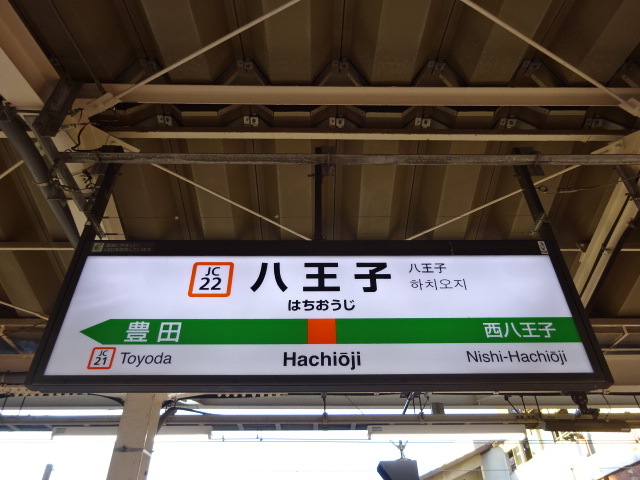 JC
22
八王子
八王子
하치오지
はちおうじ
豊田
西八王子
JC
21
Toyoda
Hachiōji
Nishi-Hachiōji